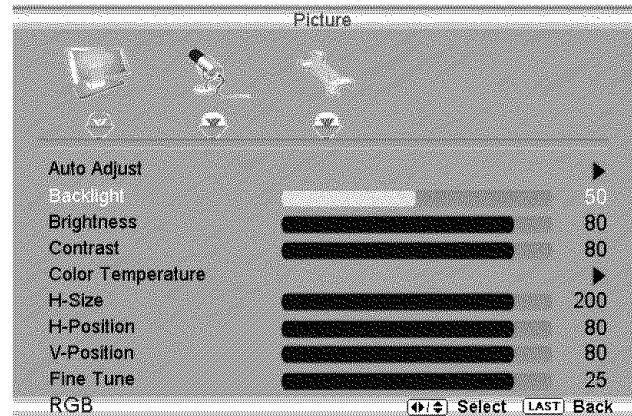 Picture
Auto Adjust
Backlight 50
Brightness 80
Contrast 80
Color Temperature
H-Size 200
H-Position 80
V-Position 80
Fine Tune 25
RGB Select LAST Back